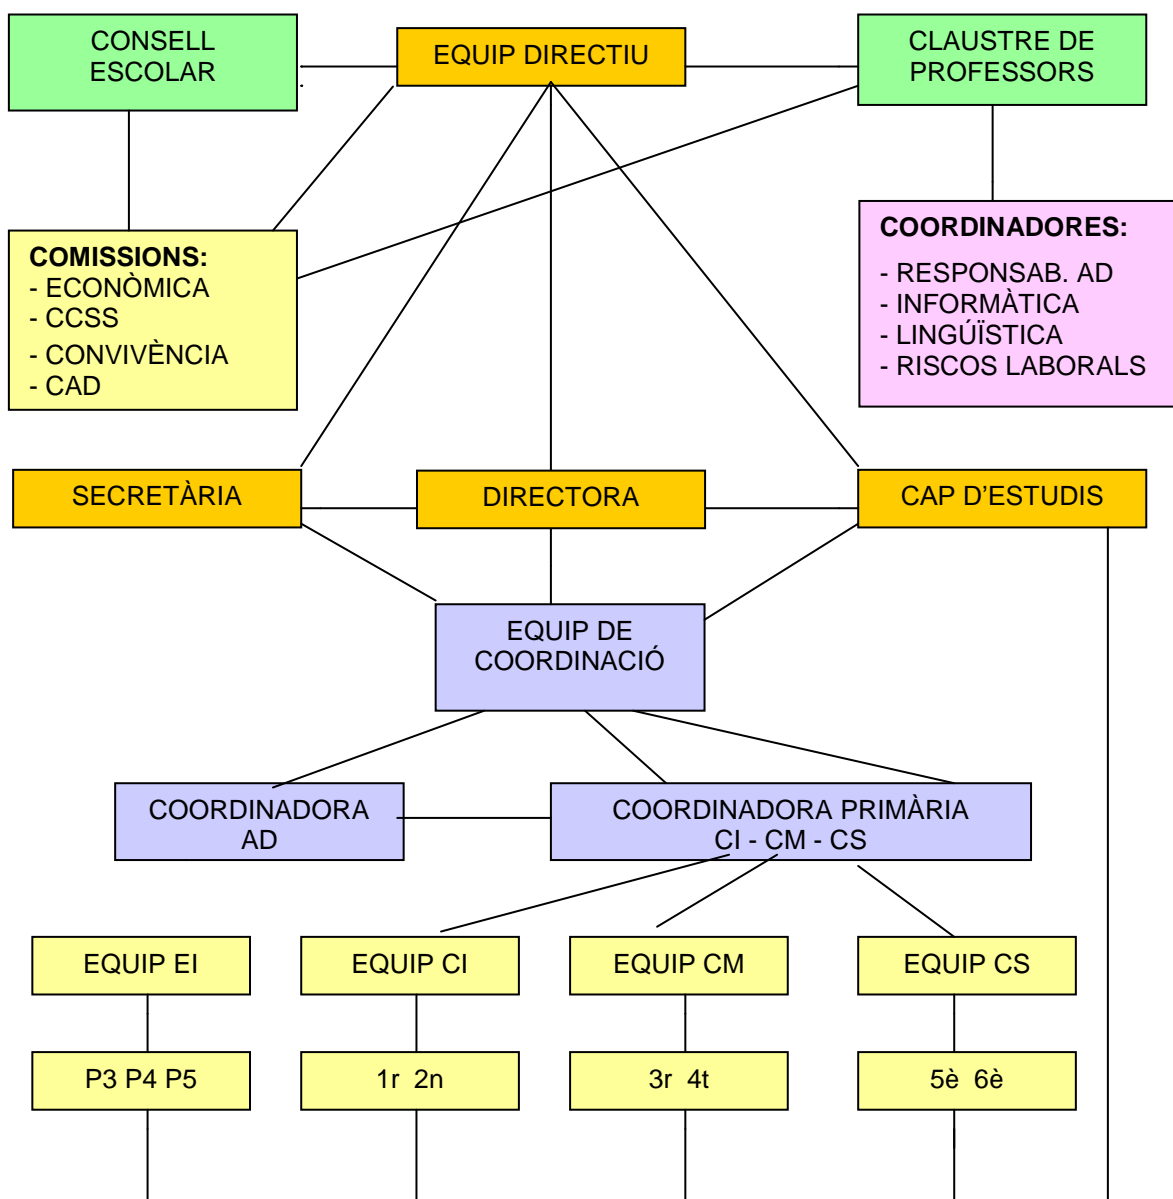 CONSELL
ESCOLAR
EQUIP DIRECTIU
CLAUSTRE DE
PROFESSORS
COMISSIONS:
- ECONÒMICA
- CCSS
- CONVIVÈNCIA
- CAD
COORDINADORES:
- RESPONSAB. AD
- INFORMÀTICA
- LINGÚÏSTICA
- RISCOS LABORALS
SECRETÀRIA
DIRECTORA
CAP D'ESTUDIS
EQUIP DE
COORDINACIÓ
COORDINADORA
AD
COORDINADORA PRIMÀRIA
CI - CM - CS
EQUIP EI
EQUIP CI
EQUIP CM
EQUIP CS
P3 P4 P5
1r 2n
3r 4t
5è 6è